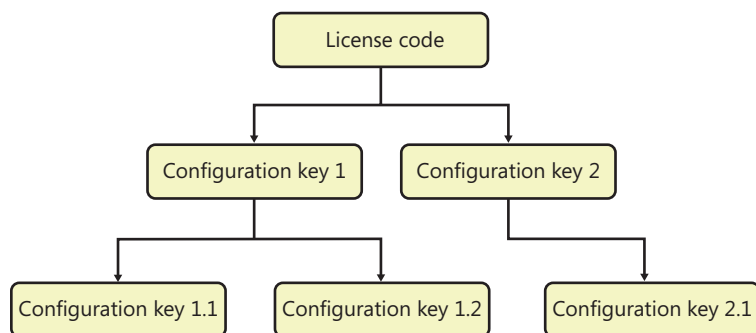 License code
Configuration key 1
Configuration key 2
Configuration key 1.1
Configuration key 1.2
Configuration key 2.1